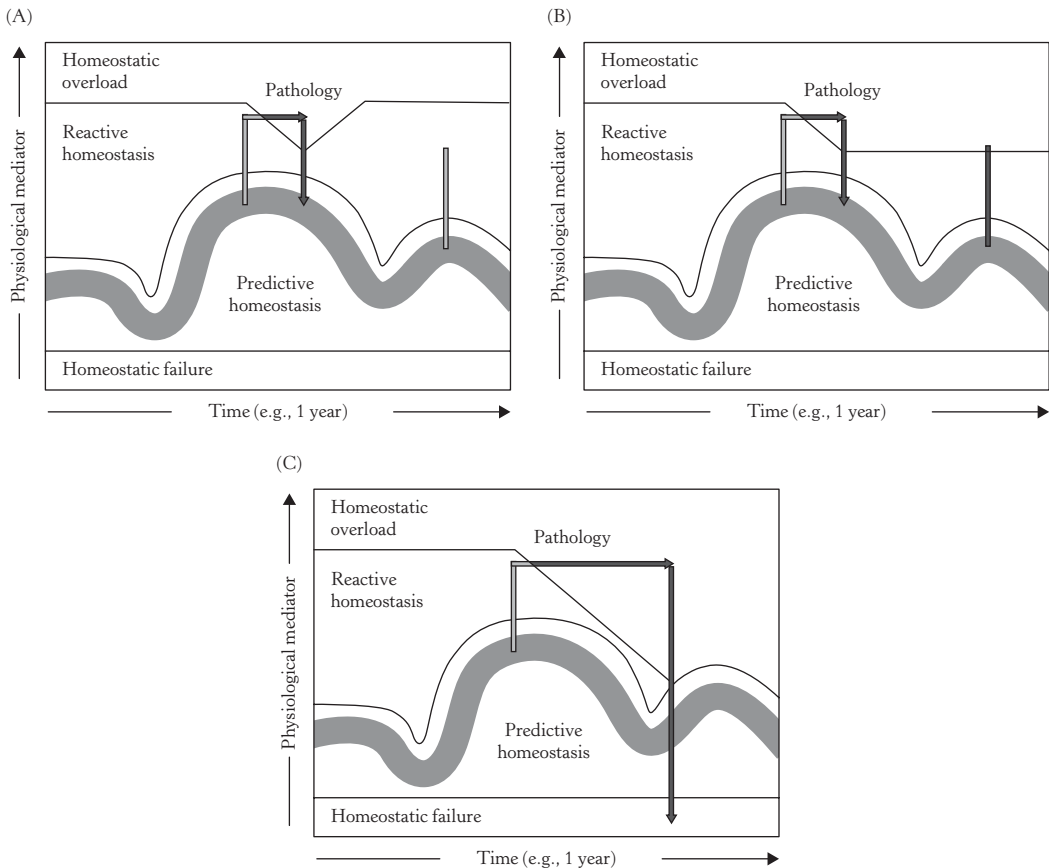 (A)
Homeostatic
overload
Pathology
Reactive
homeostasis
Physiological mediator
Predictive
homeostasis
Homeostatic failure
Time (e.g., 1 year)
(B)
Homeostatic
overload
Pathology
Reactive
homeostasis
Physiological mediator
Predictive
homeostasis
Homeostatic failure
Time (e.g., 1 year)
(C)
Homeostatic
overload
Pathology
Reactive
homeostasis
Physiological mediator
Predictive
homeostasis
Homeostatic failure
Time (e.g., 1 year)